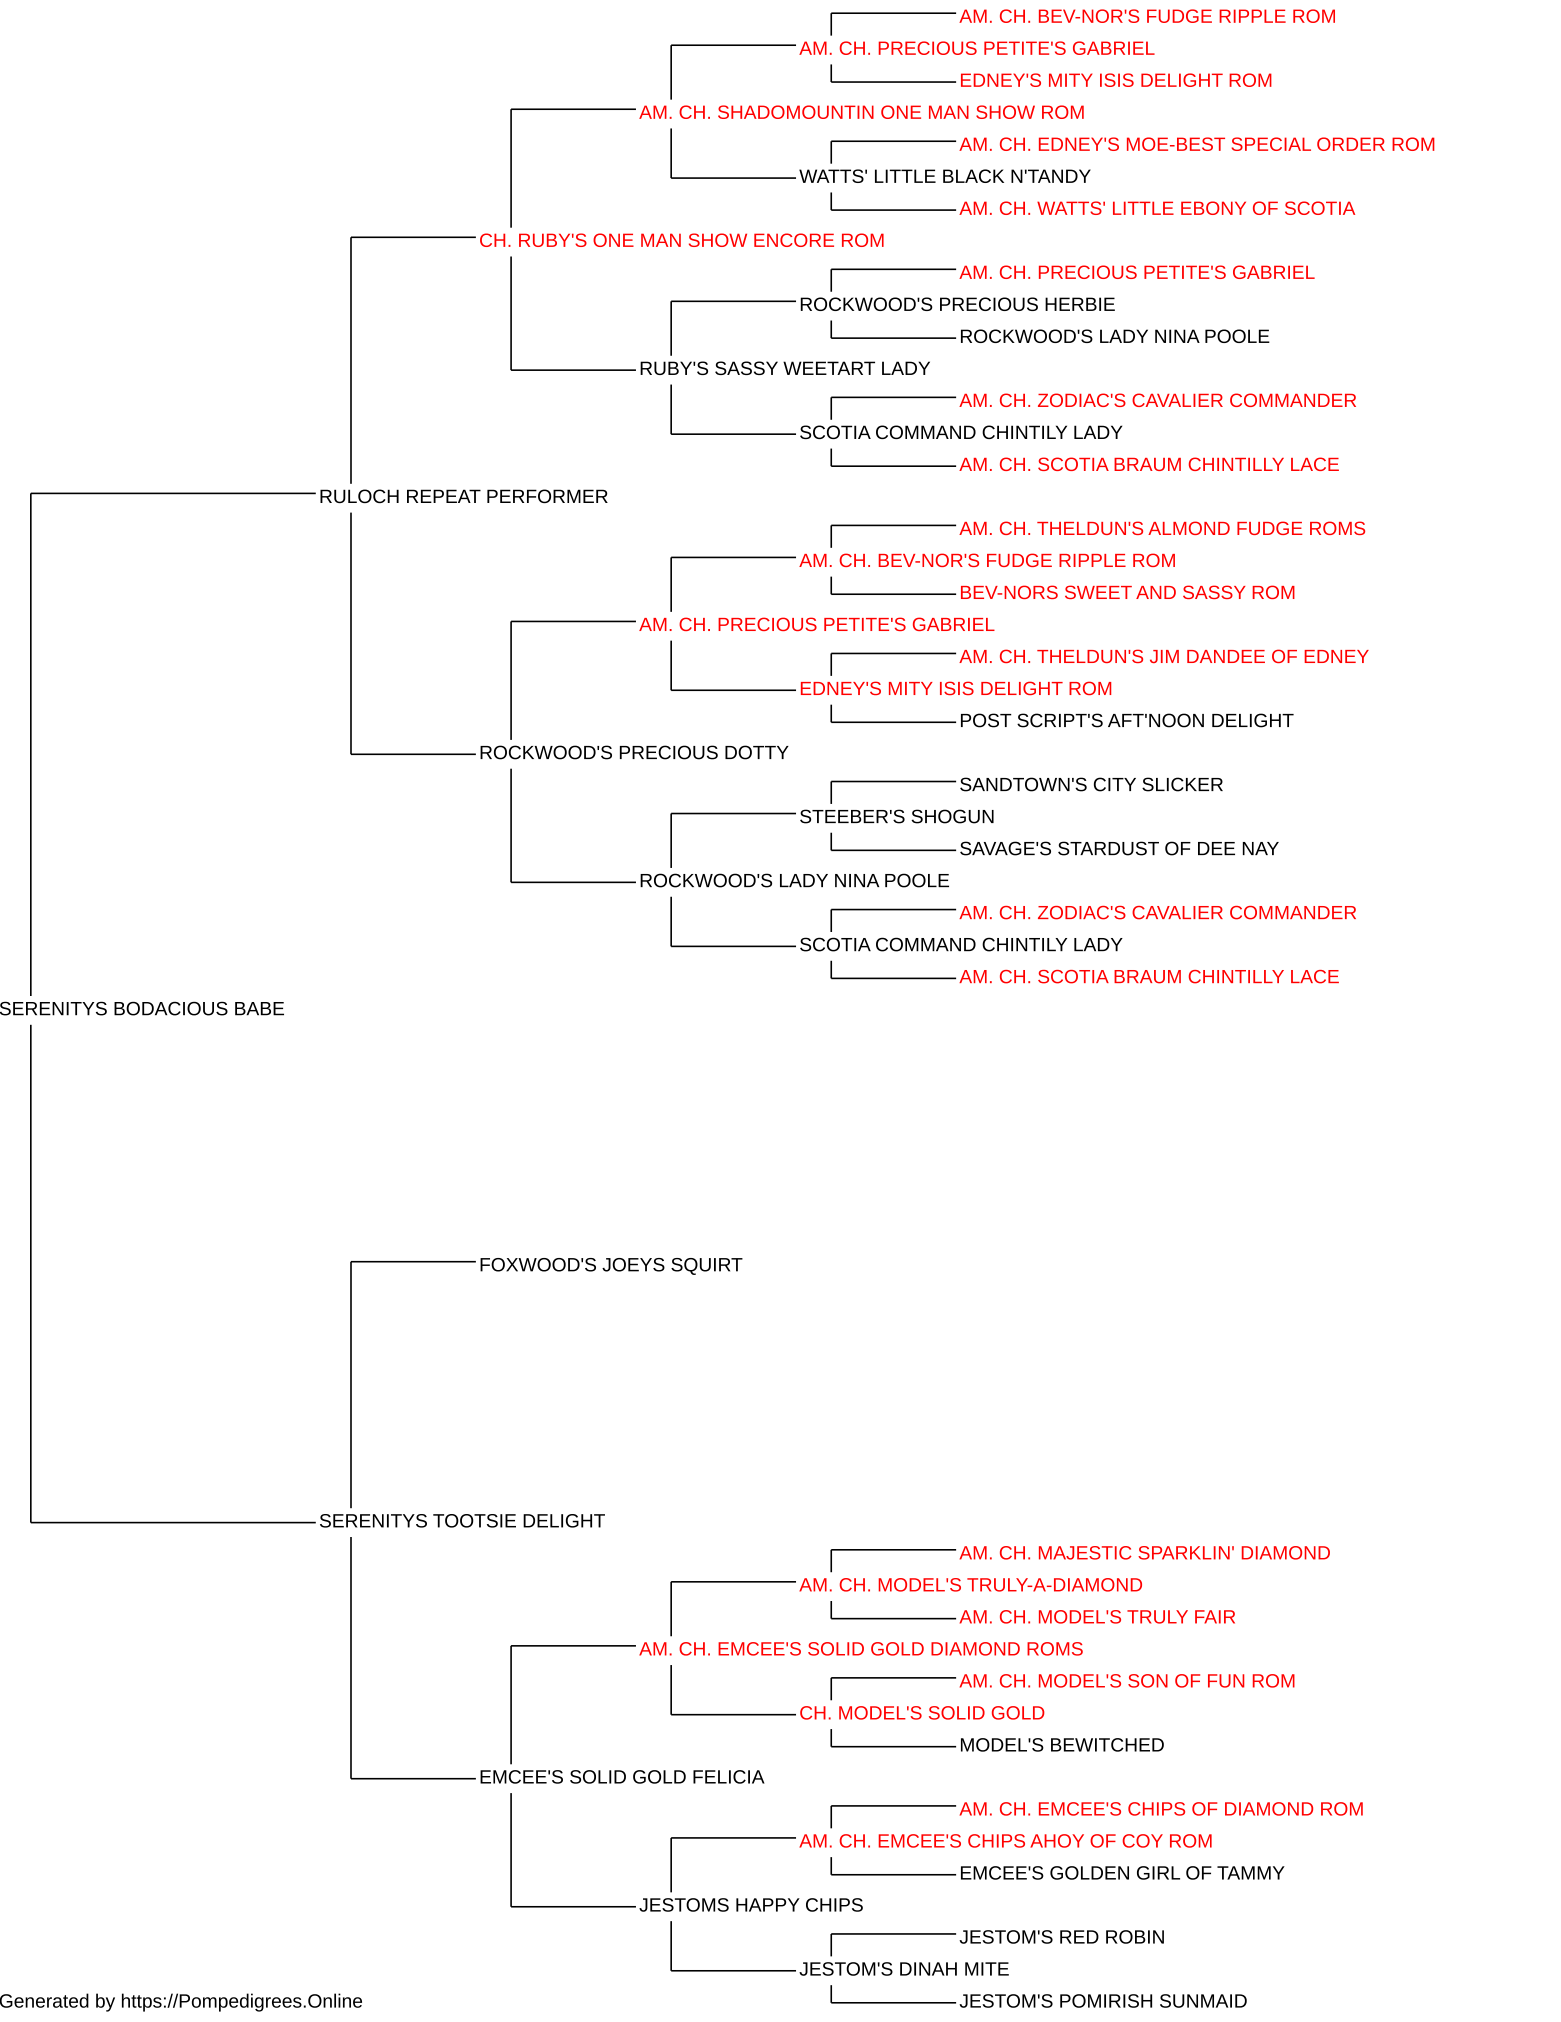 AM. CH. BEV-NOR'S FUDGE RIPPLE ROM
AM. CH. PRECIOUS PETITE'S GABRIEL
EDNEY'S MITY ISIS DELIGHT ROM
AM. CH. SHADOMOUNTIN ONE MAN SHOW ROM
AM. CH. EDNEY'S MOE-BEST SPECIAL ORDER ROM
WATTS' LITTLE BLACK N'TANDY
AM. CH. WATTS' LITTLE EBONY OF SCOTIA
CH. RUBY'S ONE MAN SHOW ENCORE ROM
AM. CH. PRECIOUS PETITE'S GABRIEL
ROCKWOOD'S PRECIOUS HERBIE
ROCKWOOD'S LADY NINA POOLE
RUBY'S SASSY WEETART LADY
AM. CH. ZODIAC'S CAVALIER COMMANDER
SCOTIA COMMAND CHINTILY LADY
AM. CH. SCOTIA BRAUM CHINTILLY LACE
RULOCH REPEAT PERFORMER
AM. CH. THELDUN'S ALMOND FUDGE ROMS
AM. CH. BEV-NOR'S FUDGE RIPPLE ROM
BEV-NORS SWEET AND SASSY ROM
AM. CH. PRECIOUS PETITE'S GABRIEL
AM. CH. THELDUN'S JIM DANDEE OF EDNEY
EDNEY'S MITY ISIS DELIGHT ROM
POST SCRIPT'S AFT'NOON DELIGHT
ROCKWOOD'S PRECIOUS DOTTY
SANDTOWN'S CITY SLICKER
STEEBER'S SHOGUN
SAVAGE'S STARDUST OF DEE NAY
ROCKWOOD'S LADY NINA POOLE
AM. CH. ZODIAC'S CAVALIER COMMANDER
SCOTIA COMMAND CHINTILY LADY
AM. CH. SCOTIA BRAUM CHINTILLY LACE
SERENITYS BODACIOUS BABE
FOXWOOD'S JOEYS SQUIRT
SERENITYS TOOTSIE DELIGHT
AM. CH. MAJESTIC SPARKLIN' DIAMOND
AM. CH. MODEL'S TRULY-A-DIAMOND
AM. CH. MODEL'S TRULY FAIR
AM. CH. EMCEE'S SOLID GOLD DIAMOND ROMS
AM. CH. MODEL'S SON OF FUN ROM
CH. MODEL'S SOLID GOLD
MODEL'S BEWITCHED
EMCEE'S SOLID GOLD FELICIA
AM. CH. EMCEE'S CHIPS OF DIAMOND ROM
AM. CH. EMCEE'S CHIPS AHOY OF COY ROM
EMCEE'S GOLDEN GIRL OF TAMMY
JESTOMS HAPPY CHIPS
JESTOM'S RED ROBIN
JESTOM'S DINAH MITE
JESTOM'S POMIRISH SUNMAID
Generated by https://Pompedigrees.Online